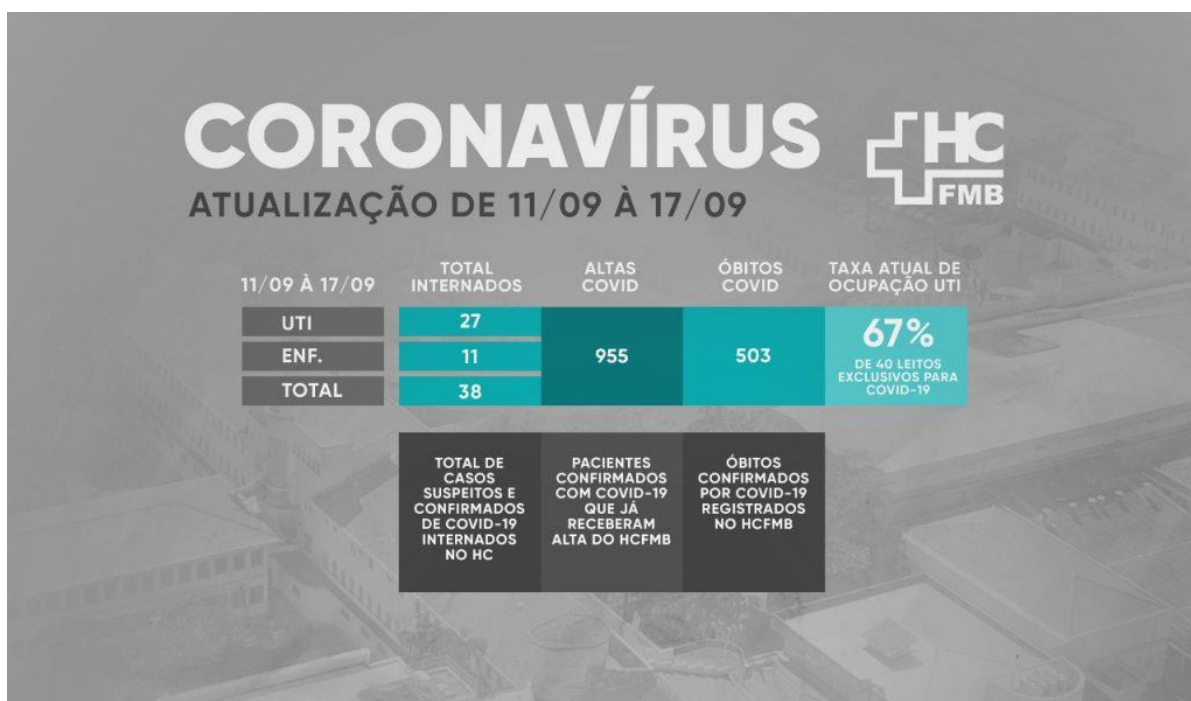 CORONAVÍRUS
HC
FMB
ATUALIZAÇÃO DE 11/09 À 17/09
11/09 À 17/09
TOTAL
INTERNADOS
ALTAS
COVID
ÓBITOS
COVID
TAXA ATUAL DE
OCUPAÇÃO UTI
UTI
27
ENF.
11
TOTAL
38
955
503
67%
DE 40 LEITOS
EXCLUSIVOS PARA
COVID-19
TOTAL DE
CASOS
SUSPEITOS E
CONFIRMADOS
DE COVID-19
INTERNADOS
NO HC
PACIENTES
CONFIRMADOS
COM COVID-19
QUE JÁ
RECEBERAM
ALTA DO HCFMB
ÓBITOS
CONFIRMADOS
POR COVID-19
REGISTRADOS
NO HCFMB